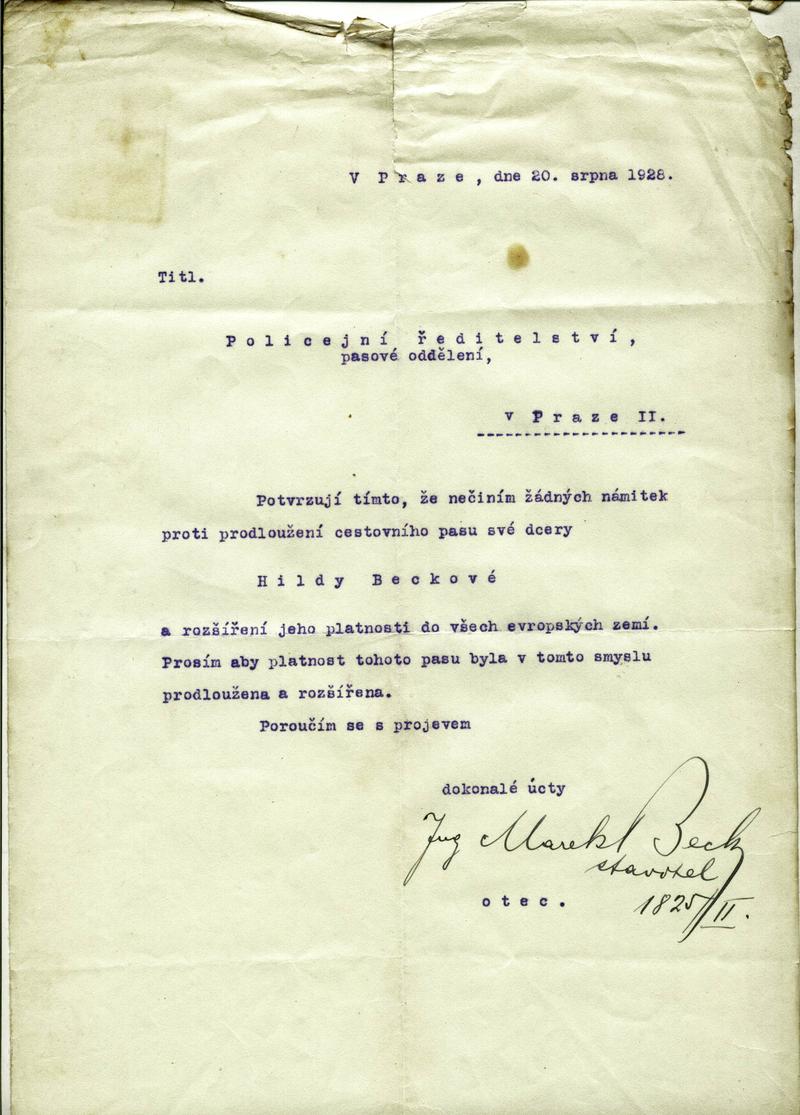 V Praze, dne 20. srpna 1928.
Titl.
Policejní ředitelství,
pasové oddělení,
v Praze II.
Potvrzují tímto, že nečiním žádných námitek
proti prodloužení cestovního pasu své dcery
Hildy Beckové
a rozšíření jeho platnosti do všech evropských zemí.
Prosím aby platnost tohoto pasu byla v tomto smyslu
prodloužena a rozšířena.
Poroučím se s projevem
dokonalé úcty
Ing Marekl Beck
stavitel
otec.
1825/II.